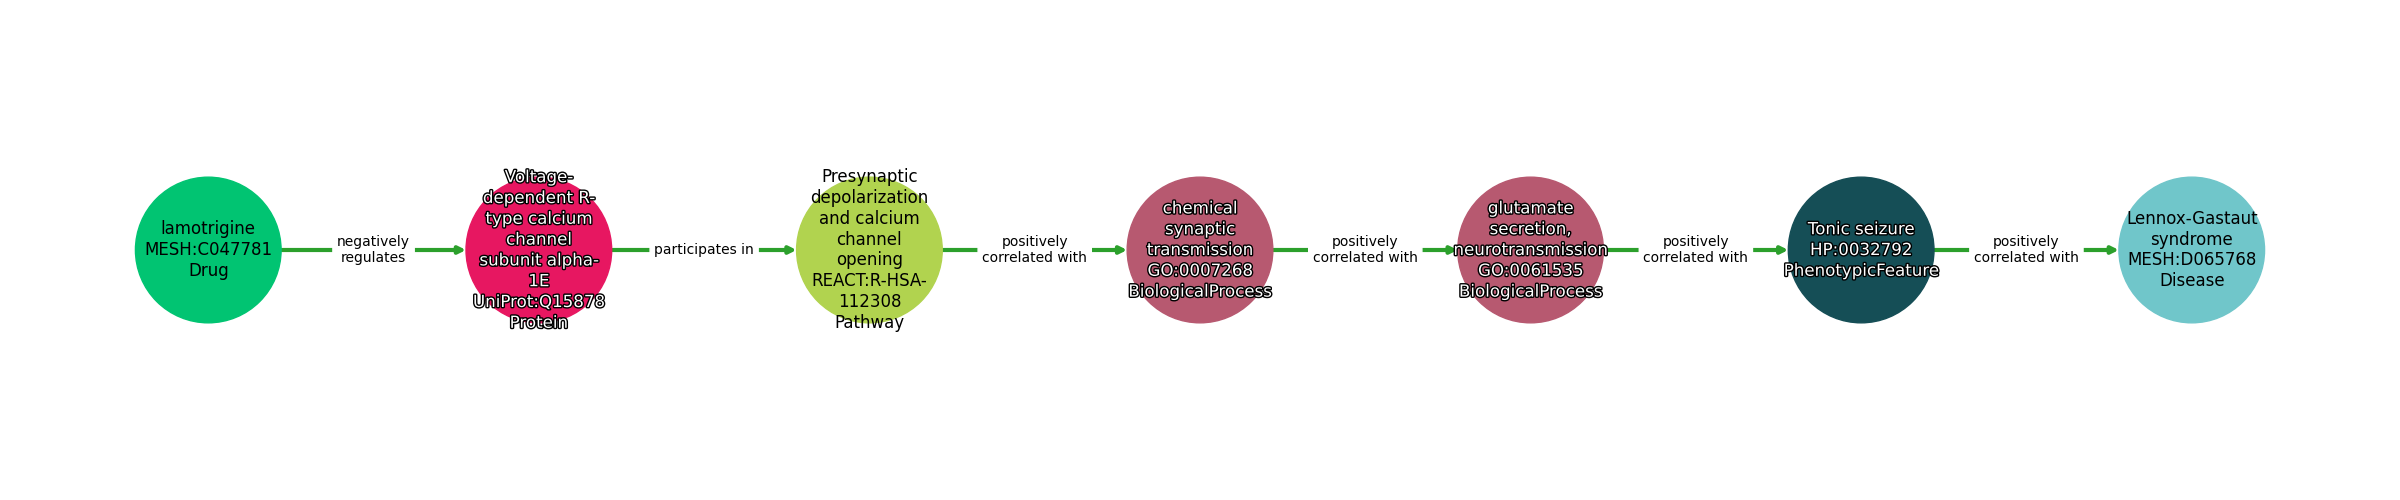 lamotrigine
MESH:C047781
Drug
negatively
regulates
Voltage-
dependent R-
type calcium
channel
subunit alpha-
1E
UniProt:Q15878
Protein
participates in
Presynaptic
depolarization
and calcium
channel
opening
REACT:R-HSA-
112308
Pathway
positively
correlated with
chemical
synaptic
transmission
GO:0007268
BiologicalProcess
positively
correlated with
glutamate
secretion,
neurotransmission
GO:0061535
BiologicalProcess
positively
correlated with
Tonic seizure
HP:0032792
PhenotypicFeature
positively
correlated with
Lennox-Gastaut
syndrome
MESH:D065768
Disease